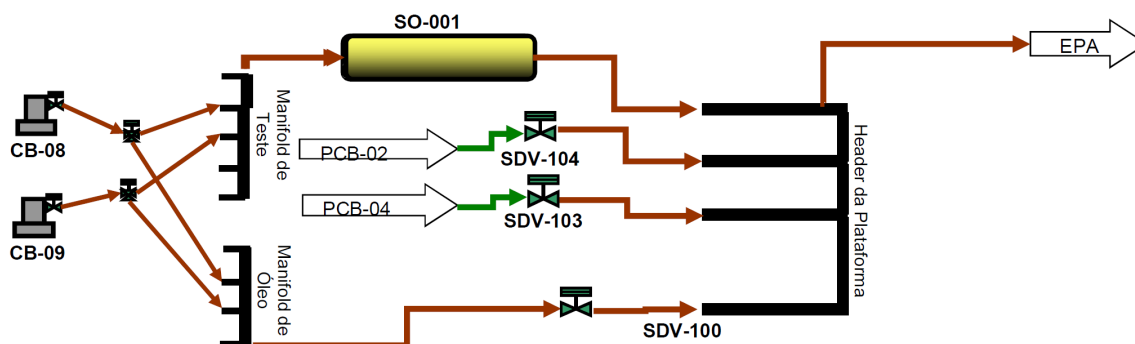 SO-001
EPA
CB-08
Manifold de
Teste
PCB-02
SDV-104
Header da Plataforma
PCB-04
SDV-103
CB-09
Manifold de
Óleo
SDV-100